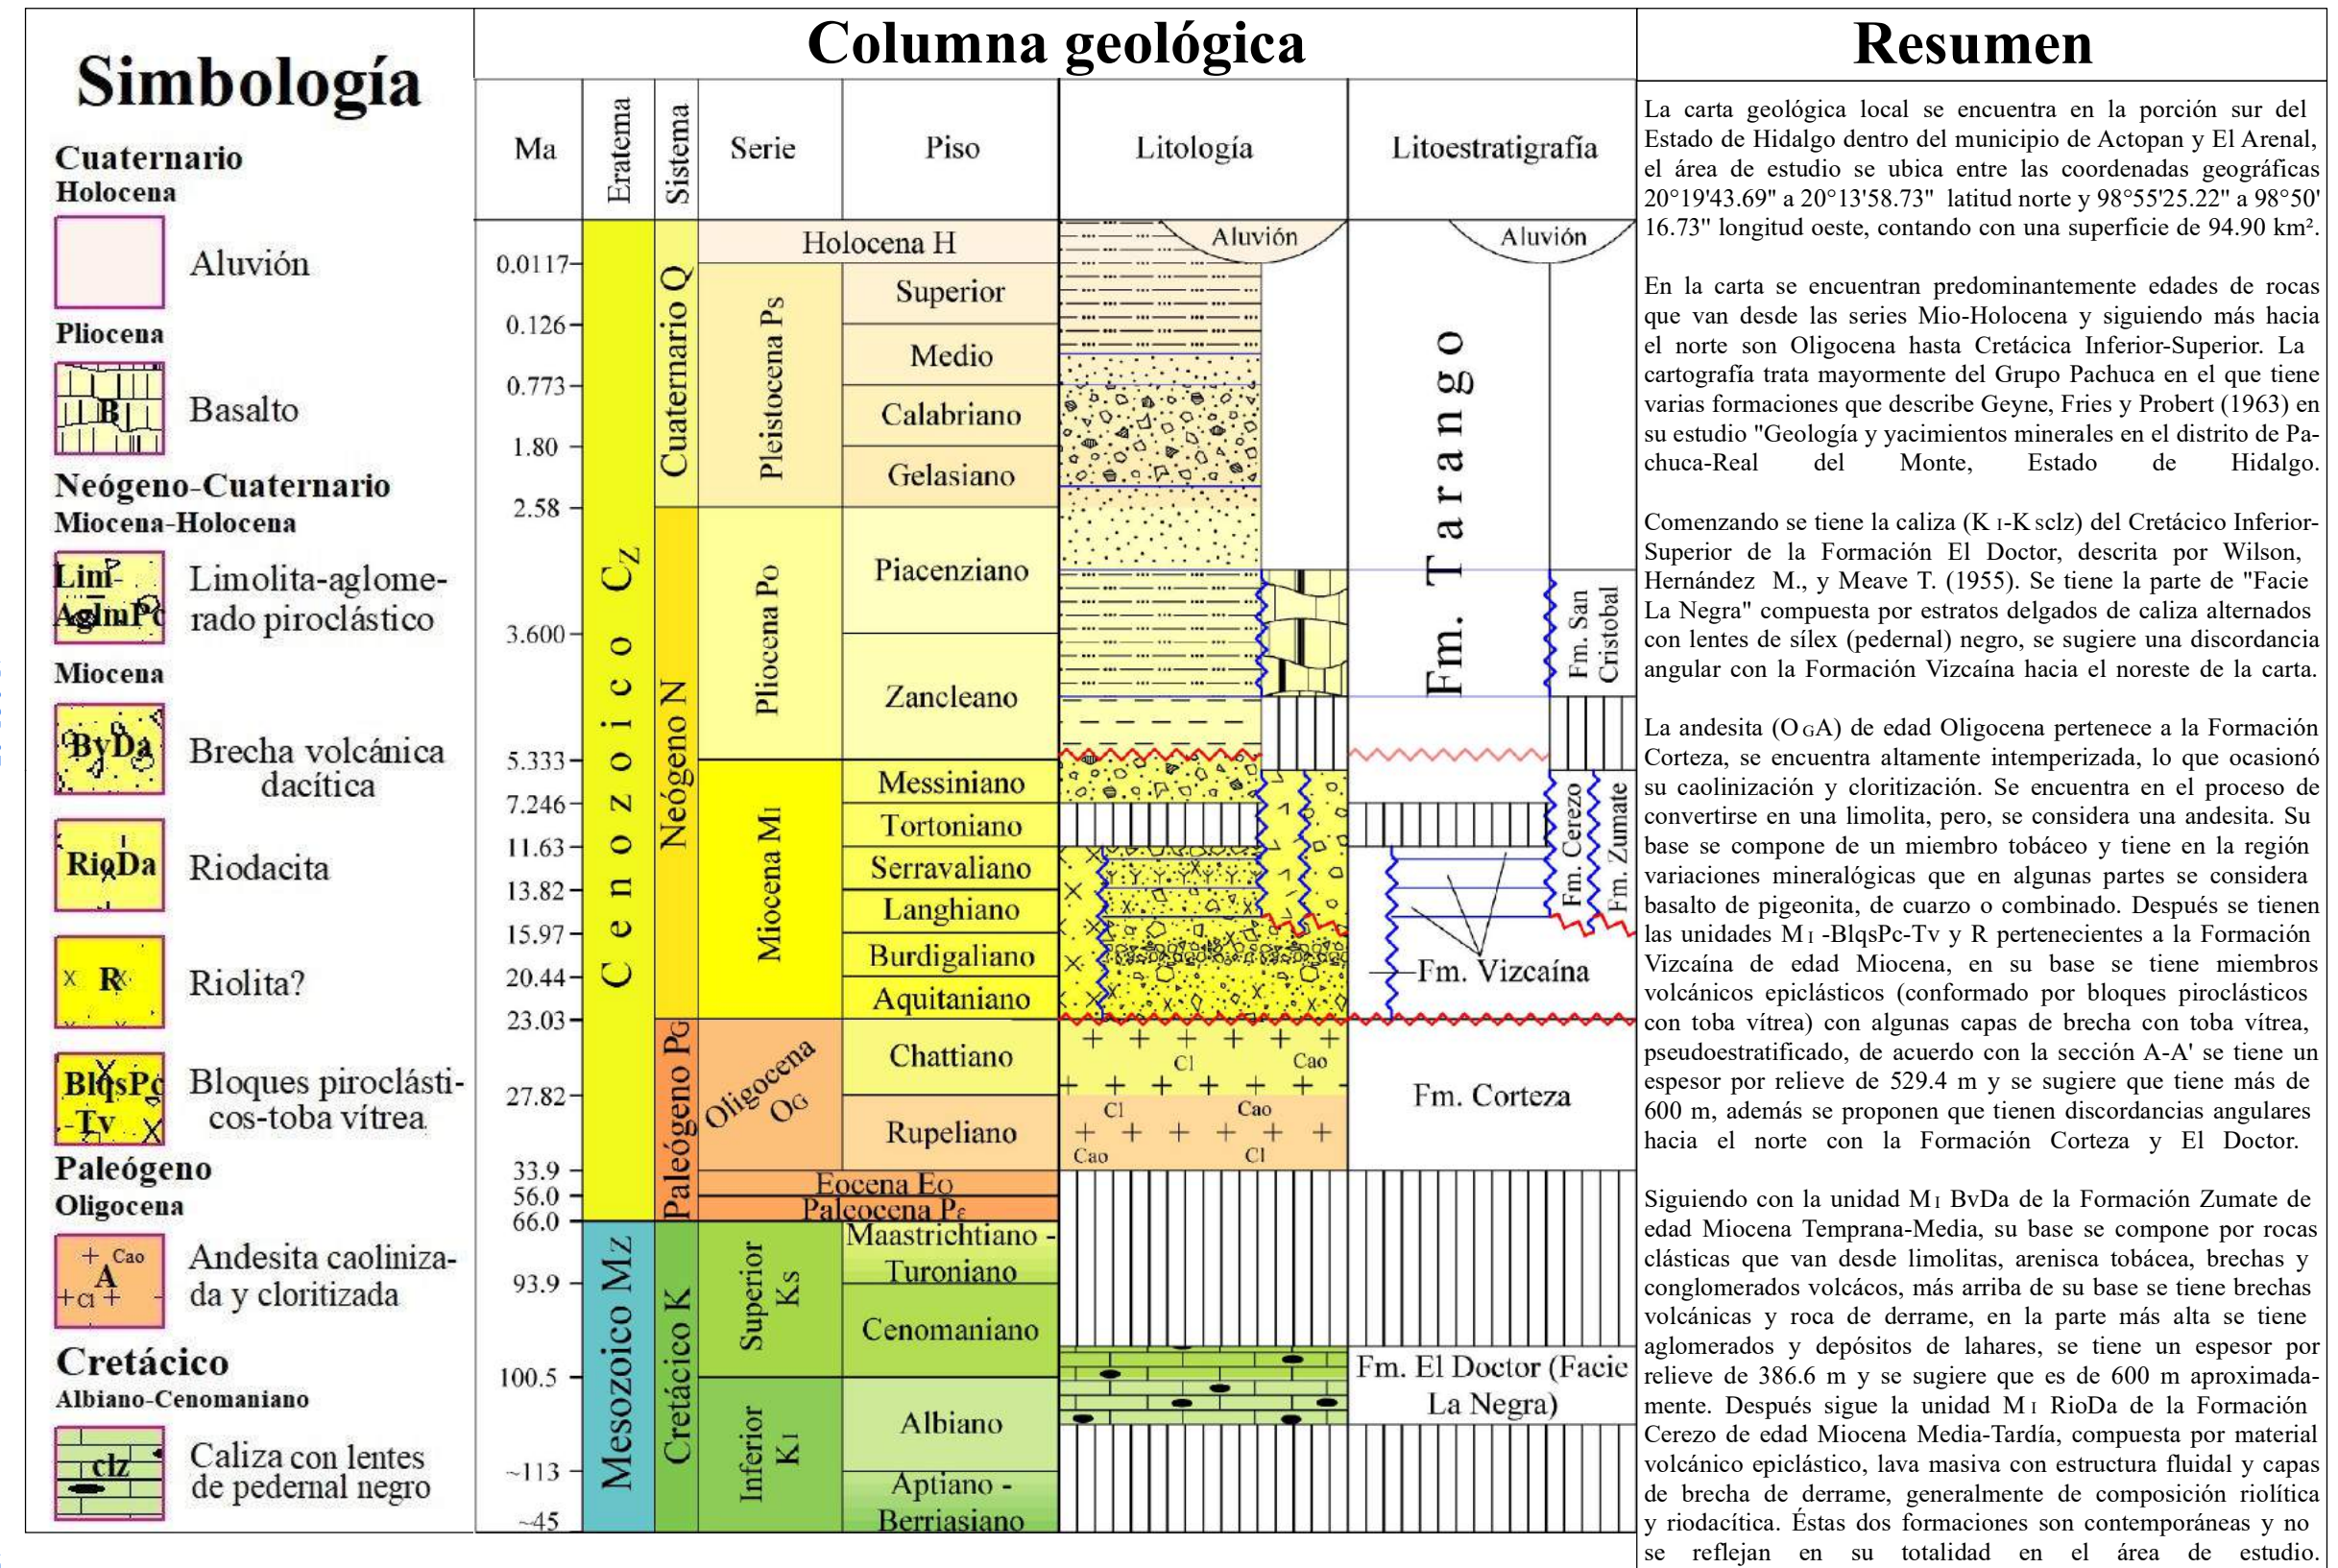 Simbología
Cuaternario
Holocena
Aluvión
Pliocena
B
Basalto
Neógeno-Cuaternario
Miocena-Holocena
Lim-
AglmPc
Limolita-aglome-
rado piroclástico
Miocena
BvDa
Brecha volcánica
dacítica
RioDa
Riodacita
R
Riolita?
BlqsPc
-Tv
Bloques piroclásti-
cos-toba vítrea
Paleógeno
Oligocena
Cao
A
Cl
Andesita caoliniza-
da y cloritizada
Cretácico
Albiano-Cenomaniano
clz
Caliza con lentes
de pedernal negro
Columna geológica
Ma
Eratema
Sistema
Serie
Piso
Litología
Litoestratigrafía
0.0117
0.126
0.773
1.80
2.58
3.600
5.333
7.246
11.63
13.82
15.97
20.44
23.03
27.82
33.9
56.0
66.0
93.9
100.5
~113
~45
Cenozoico Cz
Mesozoico Mz
Cuaternario Q
Neógeno N
Paleógeno PG
Cretácico K
Holocena H
Pleistocena Ps
Pliocena Po
Miocena MI
Oligocena
OG
Eocena Eo
Paleocena Pε
Superior
Ks
Inferior
KI
Superior
Medio
Calabriano
Gelasiano
Piacenziano
Zancleano
Messiniano
Tortoniano
Serravaliano
Langhiano
Burdigaliano
Aquitaniano
Chattiano
Rupeliano
Maastrichtiano -
Turoniano
Cenomaniano
Albiano
Aptiano -
Berriasiano
Aluvión
Cl
Cao
Cl
Cao
Cao
Cl
Aluvión
Fm. Tarango
Fm. San
Cristobal
Fm. Cerezo
Fm. Zumate
Fm. Vizcaína
Fm. Corteza
Fm. El Doctor (Facie
La Negra)
Resumen
La carta geológica local se encuentra en la porción sur del
Estado de Hidalgo dentro del municipio de Actopan y El Arenal,
el área de estudio se ubica entre las coordenadas geográficas
20°19'43.69" a 20°13'58.73" latitud norte y 98°55'25.22" a 98°50'
16.73" longitud oeste, contando con una superficie de 94.90 km².
En la carta se encuentran predominantemente edades de rocas
que van desde las series Mio-Holocena y siguiendo más hacia
el norte son Oligocena hasta Cretácica Inferior-Superior. La
cartografía trata mayormente del Grupo Pachuca en el que tiene
varias formaciones que describe Geyne, Fries y Probert (1963) en
su estudio "Geología y yacimientos minerales en el distrito de Pa-
chuca-Real del Monte, Estado de Hidalgo.
Comenzando se tiene la caliza (K I-K sclz) del Cretácico Inferior-
Superior de la Formación El Doctor, descrita por Wilson,
Hernández M., y Meave T. (1955). Se tiene la parte de "Facie
La Negra" compuesta por estratos delgados de caliza alternados
con lentes de sílex (pedernal) negro, se sugiere una discordancia
angular con la Formación Vizcaína hacia el noreste de la carta.
La andesita (OGA) de edad Oligocena pertenece a la Formación
Corteza, se encuentra altamente intemperizada, lo que ocasionó
su caolinización y cloritización. Se encuentra en el proceso de
convertirse en una limolita, pero, se considera una andesita. Su
base se compone de un miembro tobáceo y tiene en la región
variaciones mineralógicas que en algunas partes se considera
basalto de pigeonita, de cuarzo o combinado. Después se tienen
las unidades MI -BlqsPc-Tv y R pertenecientes a la Formación
Vizcaína de edad Miocena, en su base se tiene miembros
volcánicos epiclásticos (conformado por bloques piroclásticos
con toba vítrea) con algunas capas de brecha con toba vítrea,
pseudoestratificado, de acuerdo con la sección A-A' se tiene un
espesor por relieve de 529.4 m y se sugiere que tiene más de
600 m, además se proponen que tienen discordancias angulares
hacia el norte con la Formación Corteza y El Doctor.
Siguiendo con la unidad MI BvDa de la Formación Zumate de
edad Miocena Temprana-Media, su base se compone por rocas
clásticas que van desde limolitas, arenisca tobácea, brechas y
conglomerados volcácos, más arriba de su base se tiene brechas
volcánicas y roca de derrame, en la parte más alta se tiene
aglomerados y depósitos de lahares, se tiene un espesor por
relieve de 386.6 m y se sugiere que es de 600 m aproximada-
mente. Después sigue la unidad MI RioDa de la Formación
Cerezo de edad Miocena Media-Tardía, compuesta por material
volcánico epiclástico, lava masiva con estructura fluidal y capas
de brecha de derrame, generalmente de composición riolítica
y riodacítica. Éstas dos formaciones son contemporáneas y no
se reflejan en su totalidad en el área de estudio.